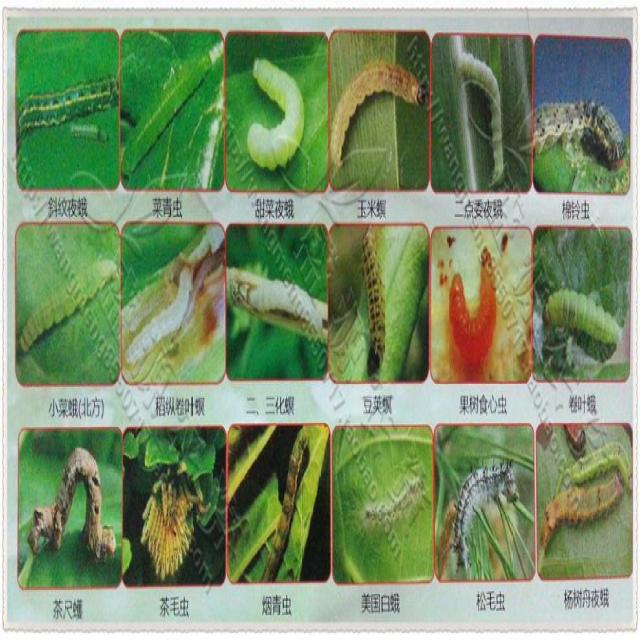 斜纹夜蛾 菜青虫 甜菜夜蛾 玉米螟 二点委夜蛾 棉铃虫
小菜蛾(北方) 稻纵卷叶螟 二、三化螟 豆荚螟 果树食心虫 卷叶蛾
茶尺蠖 茶毛虫 烟青虫 美国白蛾 松毛虫 杨树舟夜蛾